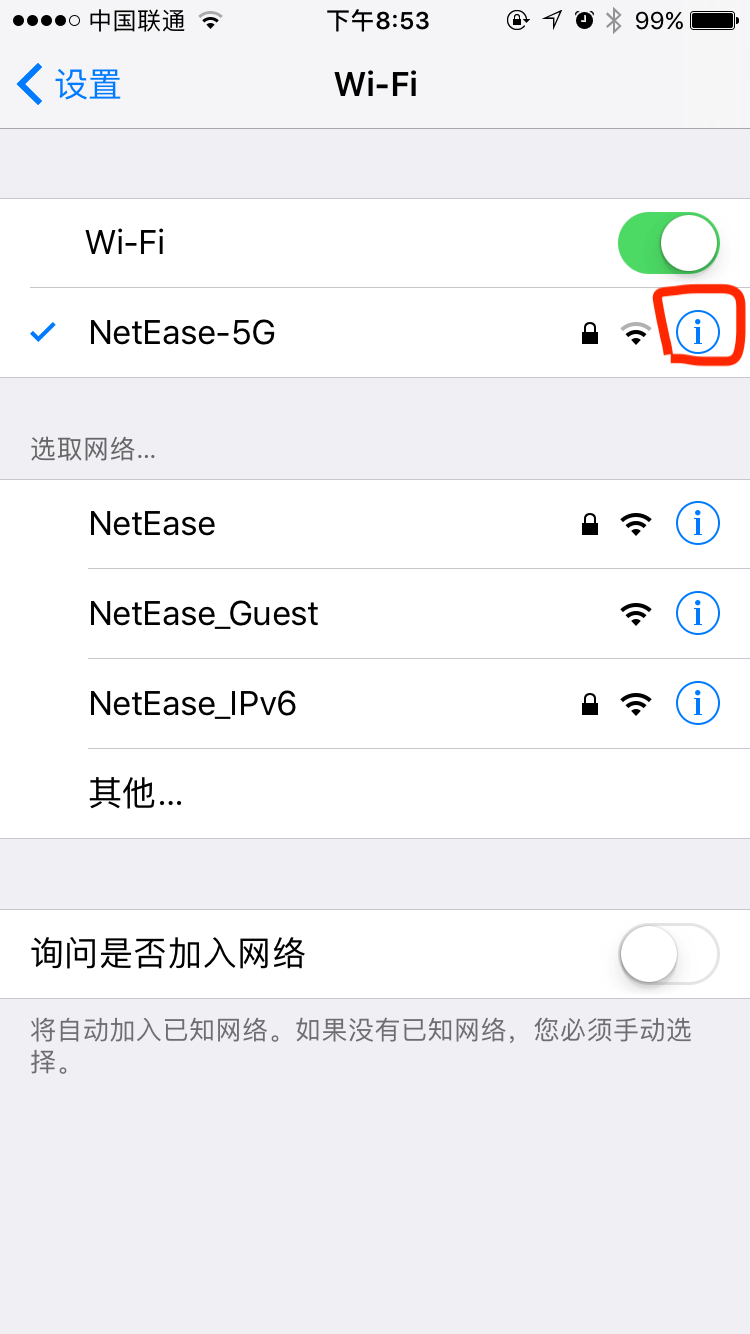 中国联通 下午8:53 99%
设置 Wi-Fi
Wi-Fi
NetEase-5G
选取网络...
NetEase
NetEase_Guest
NetEase_IPv6
其他...
询问是否加入网络
将自动加入已知网络。如果没有已知网络，您必须手动选
择。